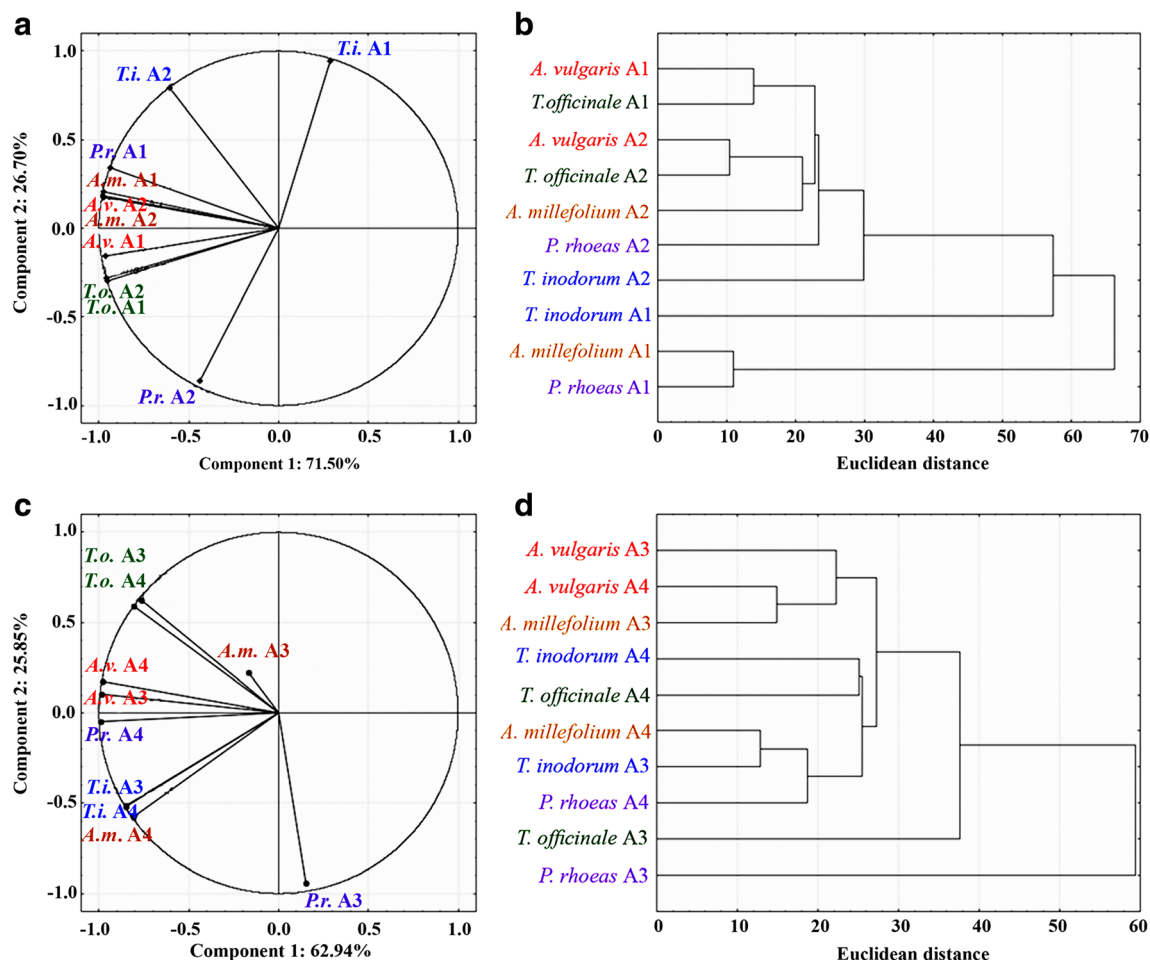 a
1.0
0.5
0.0
-0.5
-1.0
Component 2: 26.70%
T.i. A1
T.i. A2
P.r. A1
A.m. A1
A.v. A2
A.m. A2
A.v. A1
T.o. A2
T.o. A1
P.r. A2
-1.0 -0.5 0.0 0.5 1.0
Component 1: 71.50%
b
A. vulgaris A1
T.officinale A1
A. vulgaris A2
T. officinale A2
A. millefolium A2
P. rhoeas A2
T. inodorum A2
T. inodorum A1
A. millefolium A1
P. rhoeas A1
0 10 20 30 40 50 60 70
Euclidean distance
c
1.0
0.5
0.0
-0.5
-1.0
Component 2: 25.85%
T.o. A3
T.o. A4
A.m. A3
A.v. A4
A.v. A3
P.r. A4
T.i. A3
T.i. A4
A.m. A4
P.r. A3
-1.0 -0.5 0.0 0.5 1.0
Component 1: 62.94%
d
A. vulgaris A3
A. vulgaris A4
A. millefolium A3
T. inodorum A4
T. officinale A4
A. millefolium A4
T. inodorum A3
P. rhoeas A4
T. officinale A3
P. rhoeas A3
0 10 20 30 40 50 60
Euclidean distance